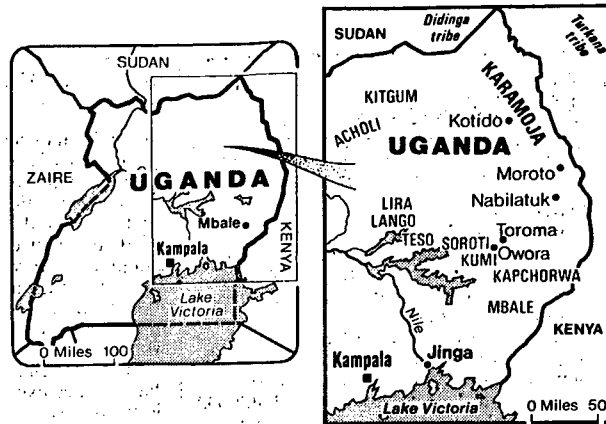 SUDAN
ZAIRE
UGANDA
Mbale
Kampala
KENYA
Lake Victoria
0 Miles 100
SUDAN
Didinga tribe
Turkana tribe
KITGUM
KARAMOJA
Kotido
ACHOLI
UGANDA
Moroto
Nabilatuk
LIRA
LANGO
TESO
SOROTI
Toroma
KUMI
Owora
KAPCHORWA
MBALE
Nile
KENYA
Kampala
Jinga
Lake Victoria
0 Miles 50